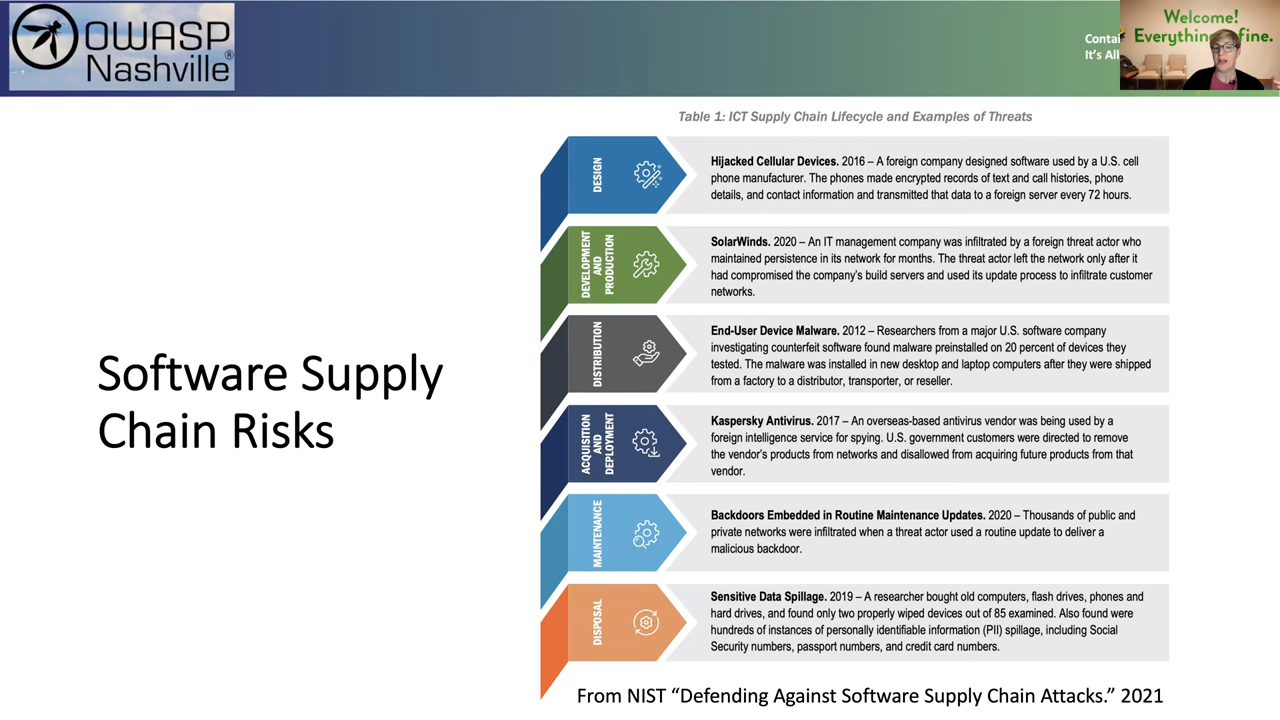 OWASP
Nashville®
Contai
It's All
Welcome!
Everything fine.
Table 1: ICT Supply Chain Lifecycle and Examples of Threats
Software Supply
Chain Risks
DESIGN
Hijacked Cellular Devices. 2016 – A foreign company designed software used by a U.S. cell
phone manufacturer. The phones made encrypted records of text and call histories, phone
details, and contact information and transmitted that data to a foreign server every 72 hours.
DEVELOPMENT
AND
PRODUCTION
SolarWinds. 2020 – An IT management company was infiltrated by a foreign threat actor who
maintained persistence in its network for months. The threat actor left the network only after it
had compromised the company's build servers and used its update process to infiltrate customer
networks.
DISTRIBUTION
End-User Device Malware. 2012 – Researchers from a major U.S. software company
investigating counterfeit software found malware preinstalled on 20 percent of devices they
tested. The malware was installed in new desktop and laptop computers after they were shipped
from a factory to a distributor, transporter, or reseller.
ACQUISITION
AND
DEPLOYMENT
Kaspersky Antivirus. 2017 – An overseas-based antivirus vendor was being used by a
foreign intelligence service for spying. U.S. government customers were directed to remove
the vendor's products from networks and disallowed from acquiring future products from that
vendor.
MAINTENANCE
Backdoors Embedded in Routine Maintenance Updates. 2020 – Thousands of public and
private networks were infiltrated when a threat actor used a routine update to deliver a
malicious backdoor.
DISPOSAL
Sensitive Data Spillage. 2019 – A researcher bought old computers, flash drives, phones and
hard drives, and found only two properly wiped devices out of 85 examined. Also found were
hundreds of instances of personally identifiable information (PII) spillage, including Social
Security numbers, passport numbers, and credit card numbers.
From NIST “Defending Against Software Supply Chain Attacks.” 2021